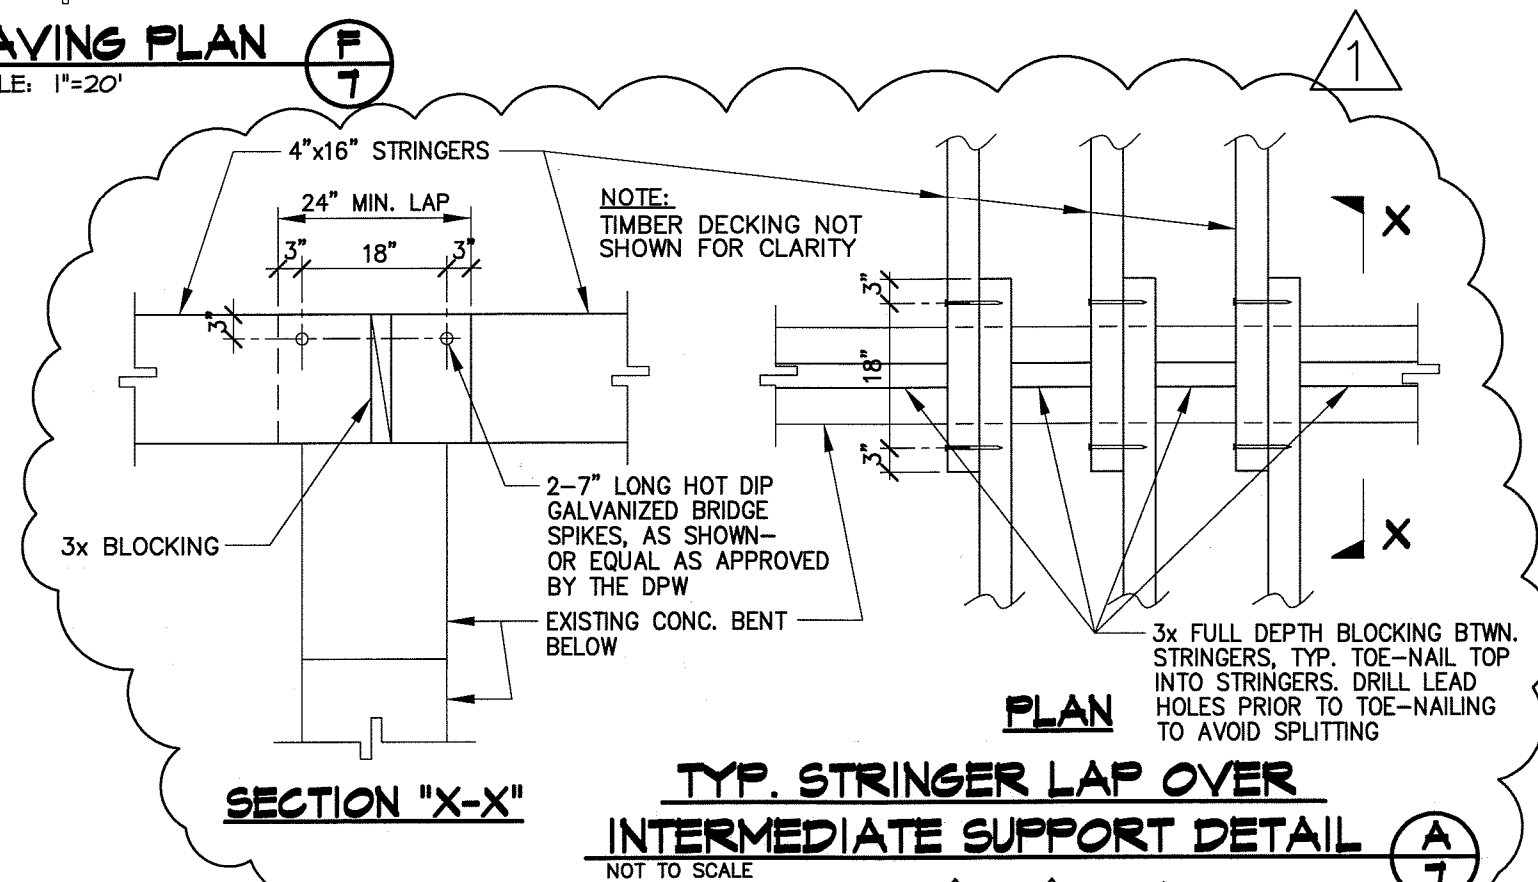 AVING PLAN
F
7
LE: 1"=20'
1
4"x16" STRINGERS
24" MIN. LAP
3"
18"
3"
3"
NOTE:
TIMBER DECKING NOT
SHOWN FOR CLARITY
X
3"
18"
3"
X
3x BLOCKING
2-7" LONG HOT DIP
GALVANIZED BRIDGE
SPIKES, AS SHOWN-
OR EQUAL AS APPROVED
BY THE DPW
EXISTING CONC. BENT
BELOW
3x FULL DEPTH BLOCKING BTWN.
STRINGERS, TYP. TOE-NAIL TOP
INTO STRINGERS. DRILL LEAD
HOLES PRIOR TO TOE-NAILING
TO AVOID SPLITTING
PLAN
SECTION "X-X"
TYP. STRINGER LAP OVER
INTERMEDIATE SUPPORT DETAIL
A
7
NOT TO SCALE